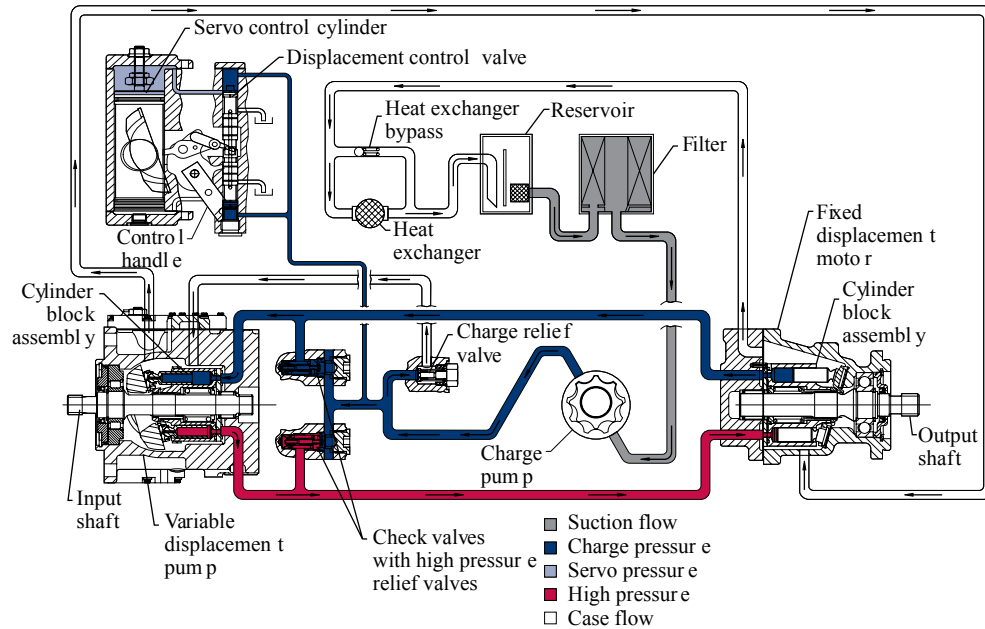 Servo control cylinder
Displacement control valve
Heat exchanger
bypass
Reservoir
Filter
Control
handle
Heat
exchanger
Fixed
displacement
motor
Cylinder
block
assembly
Charge relief
valve
Cylinder
block
assembly
Charge
pump
Output
shaft
Input
shaft
Variable
displacement
pump
Check valves
with high pressure
relief valves
Suction flow
Charge pressure
Servo pressure
High pressure
Case flow